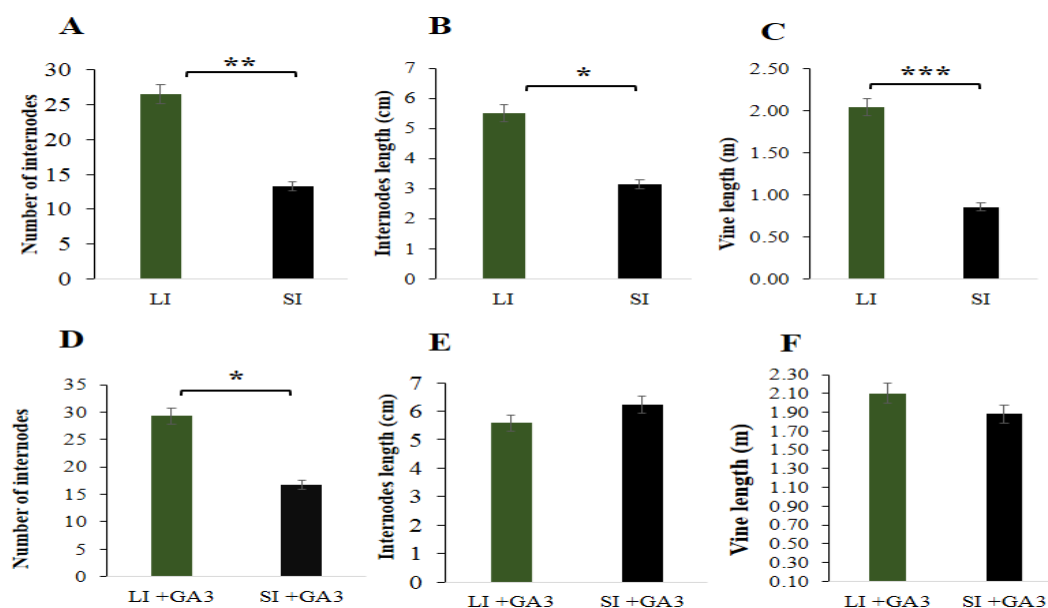 A
Number of internodes
30
25
20
15
10
5
0
**
LI SI
B
Internodes length (cm)
7
6
5
4
3
2
1
0
*
LI SI
C
Vine length (m)
2.50
2.00
1.50
1.00
0.50
0.00
***
LI SI
D
Number of internodes
35
30
25
20
15
10
5
0
*
LI +GA3 SI +GA3
E
Internodes length (cm)
7
6
5
4
3
2
1
0
LI +GA3 SI +GA3
F
Vine length (m)
2.30
2.10
1.90
1.70
1.50
1.30
1.10
0.90
0.70
0.50
0.30
0.10
LI +GA3 SI +GA3